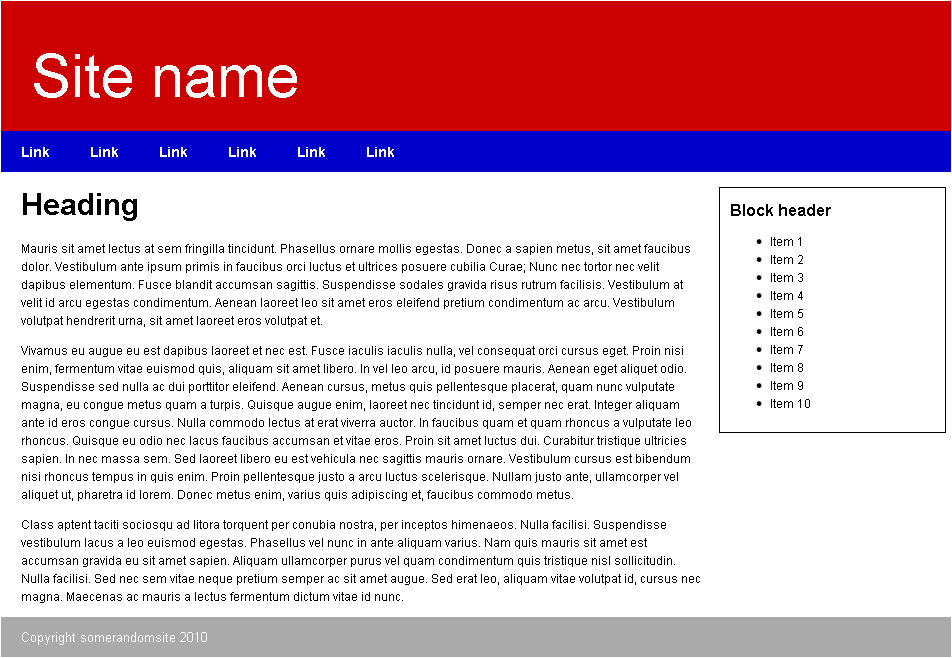 Site name
Link Link Link Link Link Link
Heading
Mauris sit amet lectus at sem fringilla tincidunt. Phasellus ornare mollis egestas. Donec a sapien metus, sit amet faucibus
dolor. Vestibulum ante ipsum primis in faucibus orci luctus et ultrices posuere cubilia Curae; Nunc nec tortor nec velit
dapibus elementum. Fusce blandit accumsan sagittis. Suspendisse sodales gravida risus rutrum facilisis. Vestibulum at
velit id arcu egestas condimentum. Aenean laoreet leo sit amet eros eleifend pretium condimentum ac arcu. Vestibulum
volutpat hendrerit urna, sit amet laoreet eros volutpat et.
Vivamus eu augue eu est dapibus laoreet et nec est. Fusce iaculis iaculis nulla, vel consequat orci cursus eget. Proin nisi
enim, fermentum vitae euismod quis, aliquam sit amet libero. In vel leo arcu, id posuere mauris. Aenean eget aliquet odio.
Suspendisse sed nulla ac dui porttitor eleifend. Aenean cursus, metus quis pellentesque placerat, quam nunc vulputate
magna, eu congue metus quam a turpis. Quisque augue enim, laoreet nec tincidunt id, semper nec erat. Integer aliquam
ante id eros congue cursus. Nulla commodo lectus at erat viverra auctor. In faucibus quam et quam rhoncus a vulputate leo
rhoncus. Quisque eu odio nec lacus faucibus accumsan et vitae eros. Proin sit amet luctus dui. Curabitur tristique ultricies
sapien. In nec massa sem. Sed laoreet libero eu est vehicula nec sagittis mauris ornare. Vestibulum cursus est bibendum
nisi rhoncus tempus in quis enim. Proin pellentesque justo a arcu luctus scelerisque. Nullam justo ante, ullamcorper vel
aliquet ut, pharetra id lorem. Donec metus enim, varius quis adipiscing et, faucibus commodo metus.
Class aptent taciti sociosqu ad litora torquent per conubia nostra, per inceptos himenaeos. Nulla facilisi. Suspendisse
vestibulum lacus a leo euismod egestas. Phasellus vel nunc in ante aliquam varius. Nam quis mauris sit amet est
accumsan gravida eu sit amet sapien. Aliquam ullamcorper purus vel quam condimentum quis tristique nisl sollicitudin.
Nulla facilisi. Sed nec sem vitae neque pretium semper ac sit amet augue. Sed erat leo, aliquam vitae volutpat id, cursus nec
magna. Maecenas ac mauris a lectus fermentum dictum vitae id nunc.
Block header
Item 1
Item 2
Item 3
Item 4
Item 5
Item 6
Item 7
Item 8
Item 9
Item 10
Copyright somerandomsite 2010